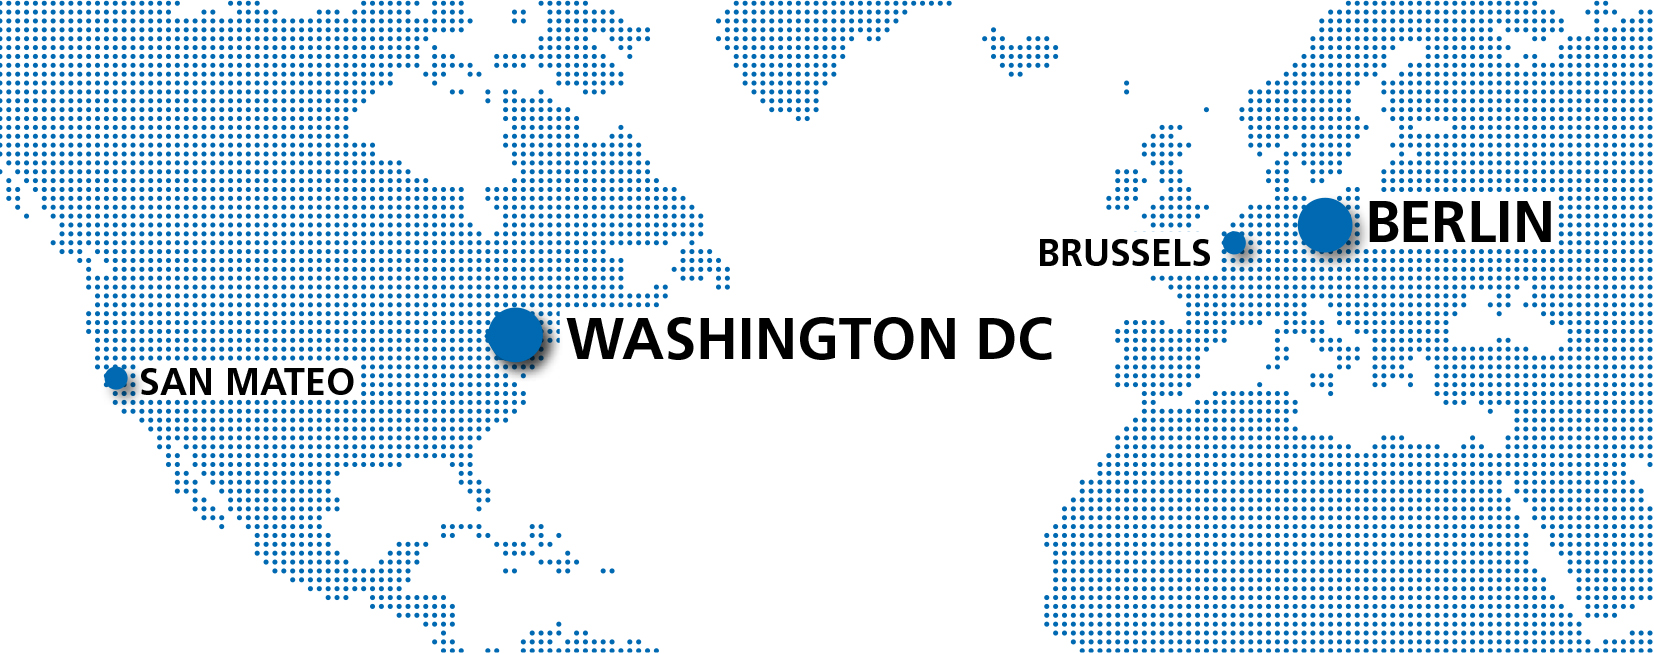 BERLIN
BRUSSELS
WASHINGTON DC
SAN MATEO